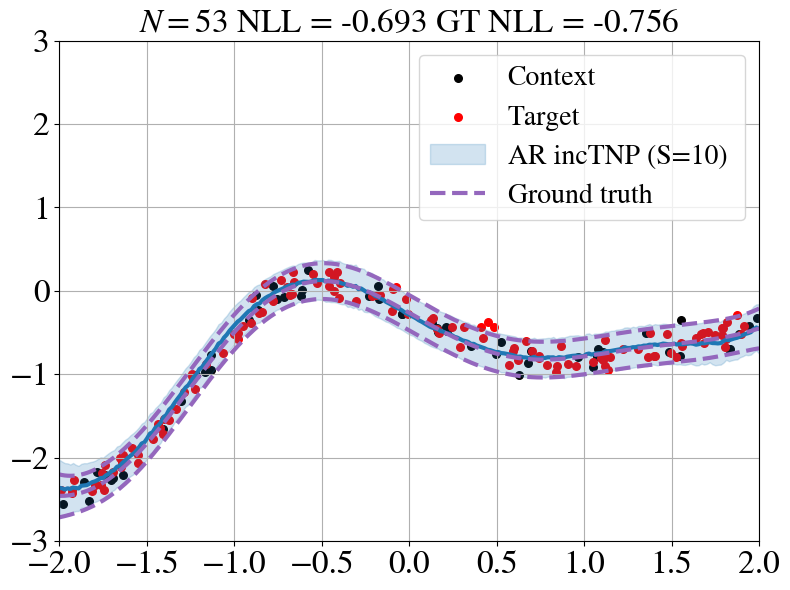 N = 53 NLL = -0.693 GT NLL = -0.756
Context
Target
AR incTNP (S=10)
Ground truth
3
2
1
0
−1
−2
−3
−2.0 −1.5 −1.0 −0.5 0.0 0.5 1.0 1.5 2.0